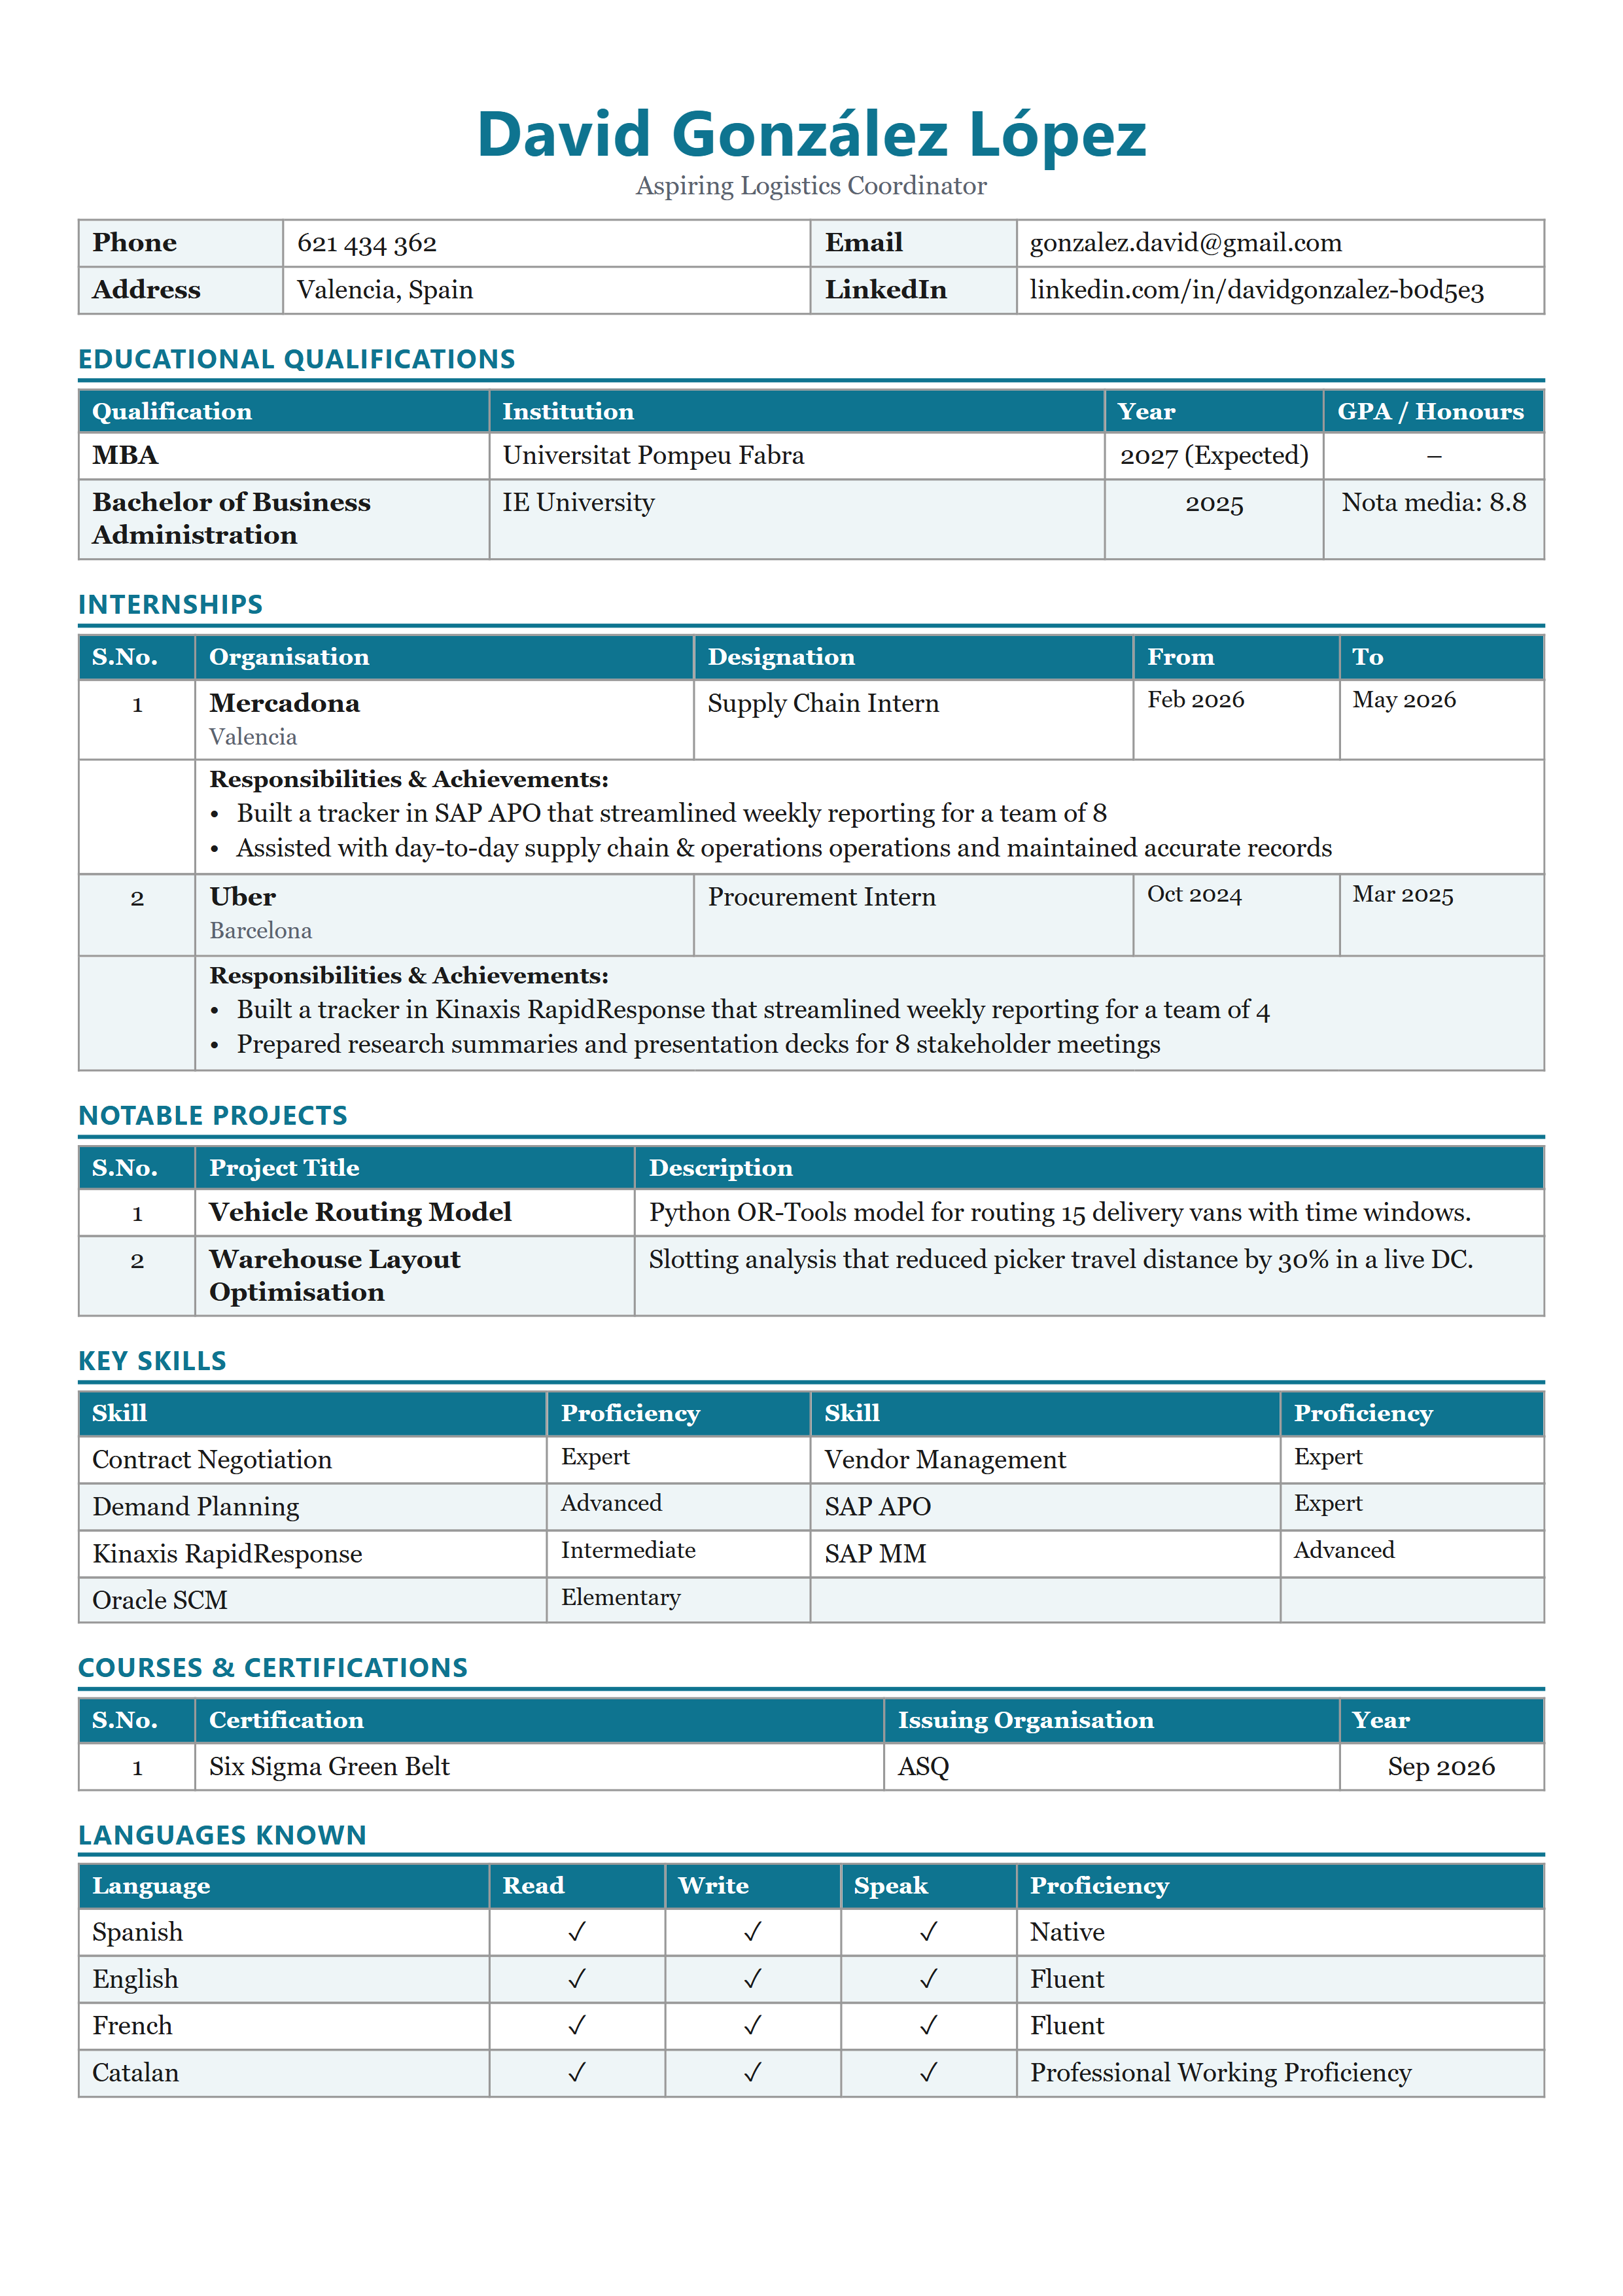 David González López
Aspiring Logistics Coordinator
Phone 621 434 362 Email gonzalez.david@gmail.com
Address Valencia, Spain LinkedIn linkedin.com/in/davidgonzalez-b0d5e3
EDUCATIONAL QUALIFICATIONS
Qualification Institution Year GPA / Honours
MBA Universitat Pompeu Fabra 2027 (Expected) –
Bachelor of Business IE University 2025 Nota media: 8.8
Administration
INTERNSHIPS
S.No. Organisation Designation From To
1 Mercadona Supply Chain Intern Feb 2026 May 2026
Valencia
Responsibilities & Achievements:
• Built a tracker in SAP APO that streamlined weekly reporting for a team of 8
• Assisted with day-to-day supply chain & operations operations and maintained accurate records
2 Uber Procurement Intern Oct 2024 Mar 2025
Barcelona
Responsibilities & Achievements:
• Built a tracker in Kinaxis RapidResponse that streamlined weekly reporting for a team of 4
• Prepared research summaries and presentation decks for 8 stakeholder meetings
NOTABLE PROJECTS
S.No. Project Title Description
1 Vehicle Routing Model Python OR-Tools model for routing 15 delivery vans with time windows.
2 Warehouse Layout Slotting analysis that reduced picker travel distance by 30% in a live DC.
Optimisation
KEY SKILLS
Skill Proficiency Skill Proficiency
Contract Negotiation Expert Vendor Management Expert
Demand Planning Advanced SAP APO Expert
Kinaxis RapidResponse Intermediate SAP MM Advanced
Oracle SCM Elementary
COURSES & CERTIFICATIONS
S.No. Certification Issuing Organisation Year
1 Six Sigma Green Belt ASQ Sep 2026
LANGUAGES KNOWN
Language Read Write Speak Proficiency
Spanish ✓ ✓ ✓ Native
English ✓ ✓ ✓ Fluent
French ✓ ✓ ✓ Fluent
Catalan ✓ ✓ ✓ Professional Working Proficiency